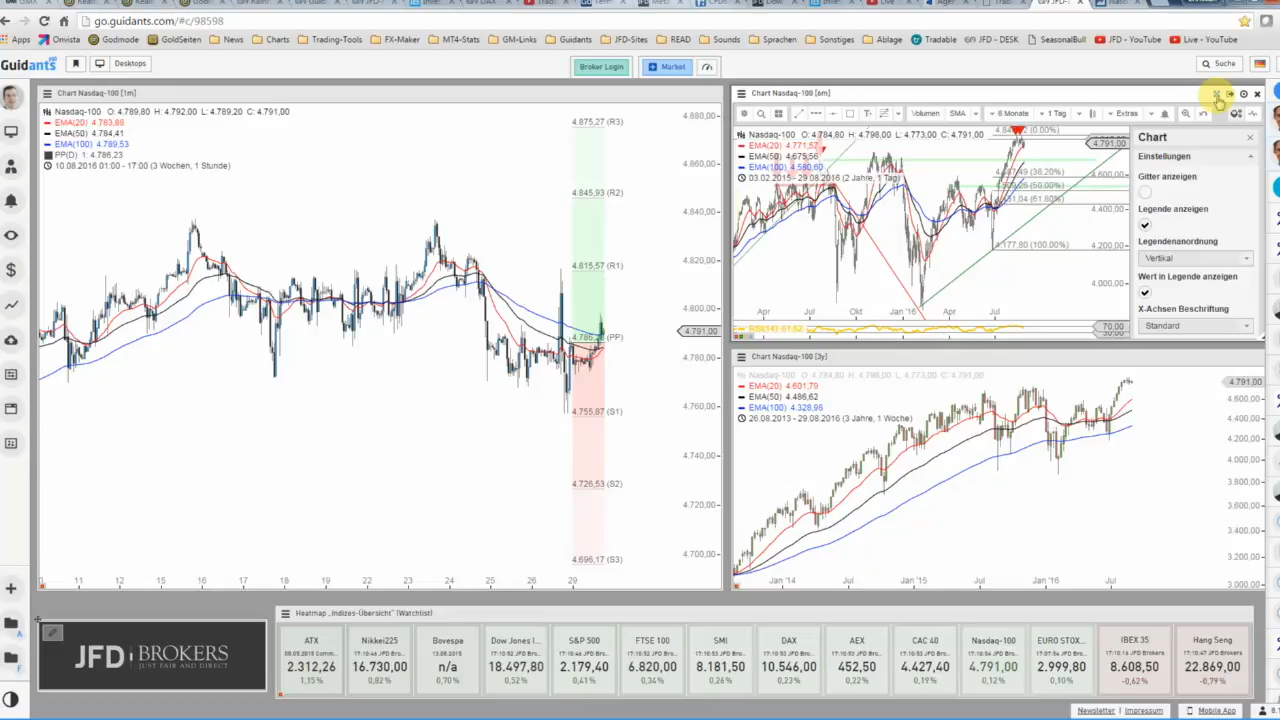 go.guidants.com/#c/98598
Apps Onvista Godmode GoldSeiten News Charts Trading-Tools FX-Maker MT4-Stats GM-Links Guidants JFD-Sites READ Sounds Sprachen Sonstiges Ablage Tradable JFD - DESK SeasonalBull JFD - YouTube Live - YouTube
Guidants Desktops Broker Login Market Suche
Chart Nasdaq-100 [1m]
Nasdaq-100 O: 4.789,80 H: 4.792,00 L: 4.789,20 C: 4.791,00
EMA(20) 4.783,88
EMA(50) 4.784,41
EMA(100) 4.789,53
PP(D) 1: 4.786,23
10.08.2016 01:00 - 17:00 (3 Wochen, 1 Stunde)
4.875,27 (R3)
4.845,93 (R2)
4.815,57 (R1)
(PP)
4.755,87 (S1)
4.726,53 (S2)
4.696,17 (S3)
4.880,00
4.860,00
4.840,00
4.820,00
4.800,00
4.791,00
4.780,00
4.760,00
4.740,00
4.720,00
4.700,00
11 12 15 16 17 18 19 22 23 24 25 26 29
Chart Nasdaq-100 [6m]
Volumen SMA 6 Monate 1 Tag Extras
Nasdaq-100 O: 4.784,80 H: 4.796,00 L: 4.773,00 C: 4.791,00
EMA(20) 4.771,57
EMA(50) 4.675,56
EMA(100) 4.580,60
03.02.2015 - 29.08.2016 (2 Jahre, 1 Tag)
(0.00%)
(38.20%)
(50.00%)
(61.80%)
4.177,80 (100.00%)
4.791,00
4.600,00
4.400,00
4.200,00
4.000,00
Apr Jul Okt Jan '16 Apr Jul
RSI(14) 61,52
70,00
Chart
Einstellungen
Gitter anzeigen
Legende anzeigen
Legendenanordnung
Vertikal
Wert in Legende anzeigen
X-Achsen Beschriftung
Standard
Chart Nasdaq-100 [3y]
Nasdaq-100 O: 4.784,80 H: 4.796,00 L: 4.773,00 C: 4.791,00
EMA(20) 4.601,79
EMA(50) 4.486,62
EMA(100) 4.328,98
26.08.2013 - 29.08.2016 (3 Jahre, 1 Woche)
4.791,00
4.600,00
4.400,00
4.200,00
4.000,00
3.800,00
3.600,00
3.400,00
3.200,00
3.000,00
Jan '14 Jul Jan '15 Jul Jan '16 Jul
JFD BROKERS
JUST FAIR AND DIRECT
Heatmap „Indizes-Übersicht" (Watchlist)
ATX Nikkei225 Bovespa Dow Jones I... S&P 500 FTSE 100 SMI DAX AEX CAC 40 Nasdaq-100 EURO STOX... IBEX 35 Hang Seng
2.312,26 16.730,00 n/a 18.497,80 2.179,40 6.820,00 8.181,50 10.546,00 452,50 4.427,40 4.791,00 2.999,80 8.608,50 22.869,00
1,15% 0,82% 0,70% 0,52% 0,41% 0,34% 0,26% 0,23% 0,22% 0,19% 0,12% 0,10% -0,62% -0,79%
Newsletter | Impressum Mobile App